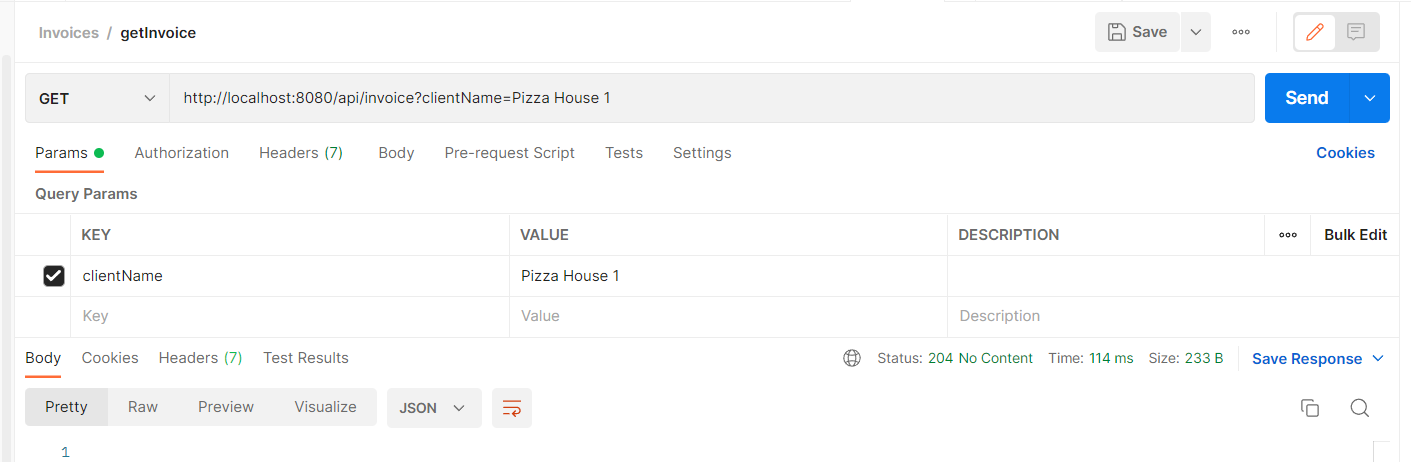 Invoices / getInvoice
Save
GET http://localhost:8080/api/invoice?clientName=Pizza House 1 Send
Params Authorization Headers (7) Body Pre-request Script Tests Settings Cookies
Query Params
KEY VALUE DESCRIPTION Bulk Edit
clientName Pizza House 1
Key Value Description
Body Cookies Headers (7) Test Results Status: 204 No Content Time: 114 ms Size: 233 B Save Response
Pretty Raw Preview Visualize JSON
1